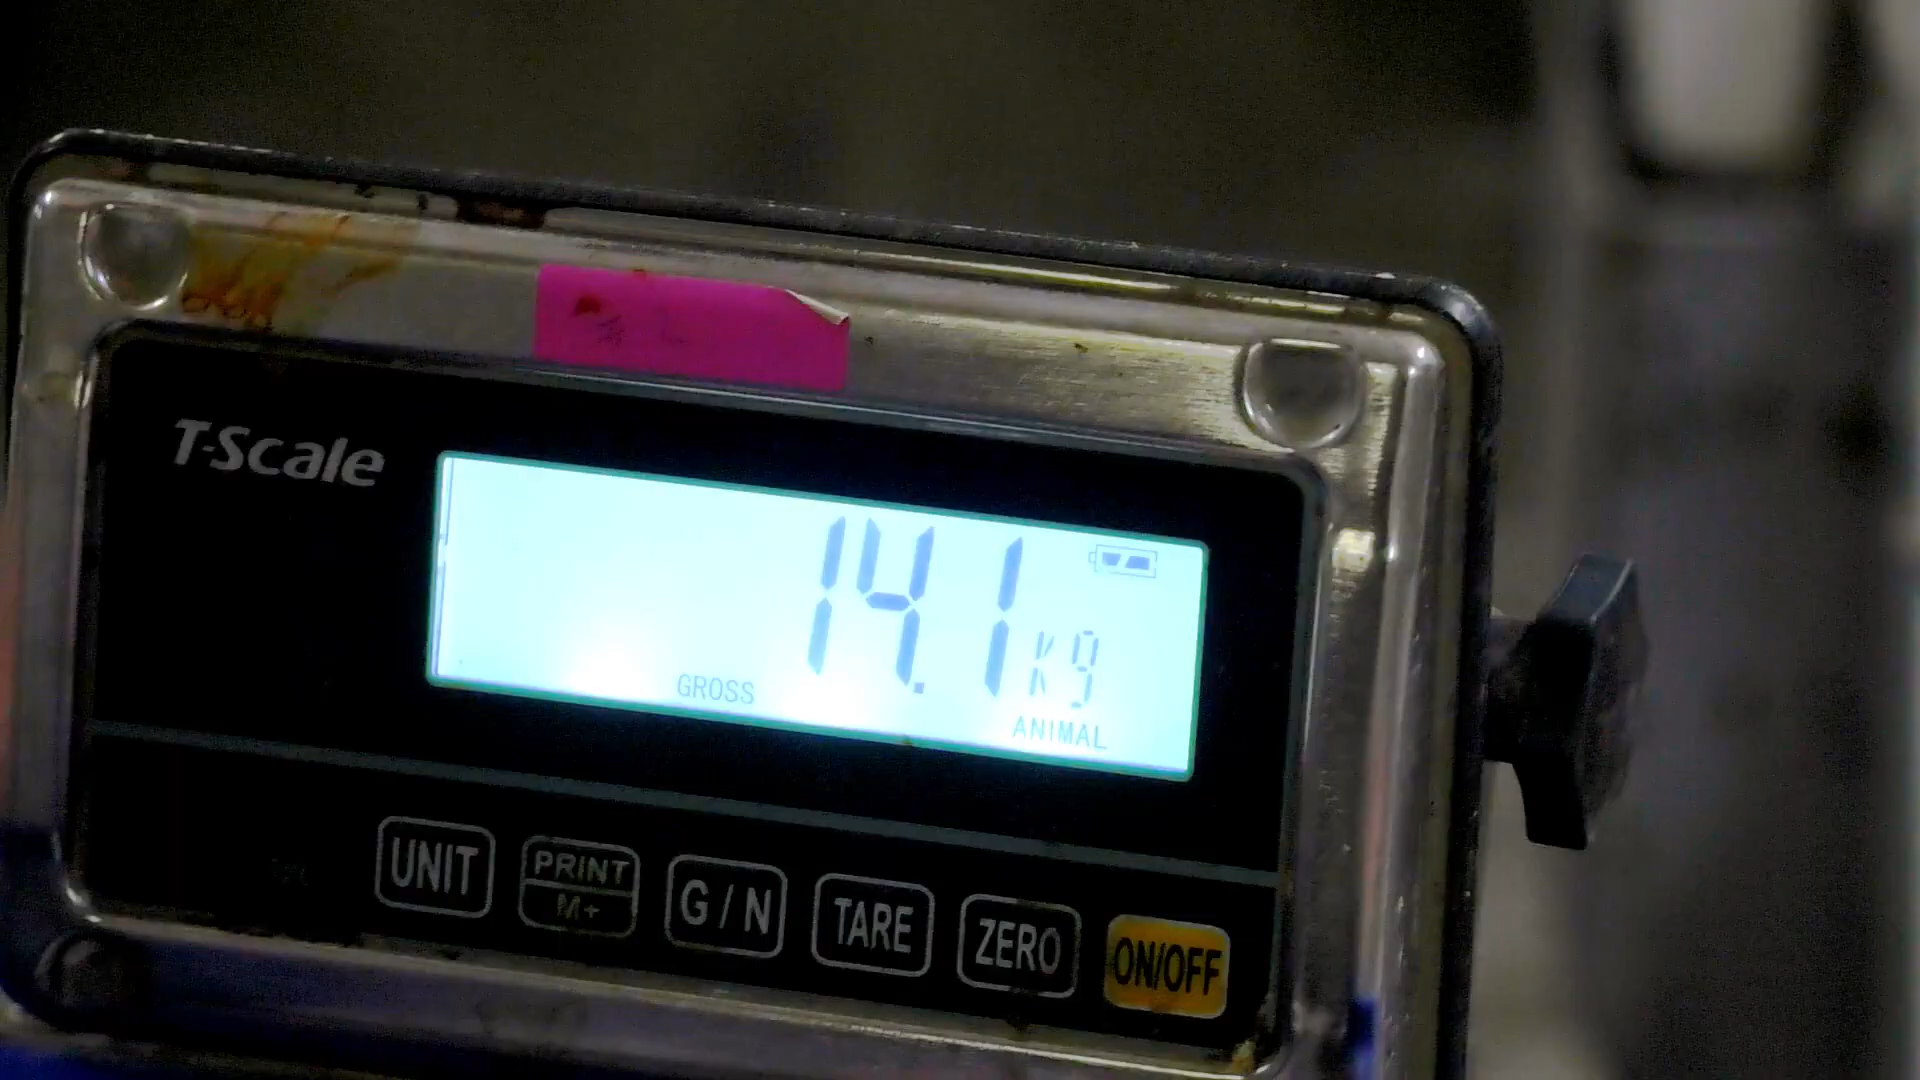 T-Scale
14.1 kg
GROSS
ANIMAL
UNIT
PRINT
M+
G / N
TARE
ZERO
ON/OFF